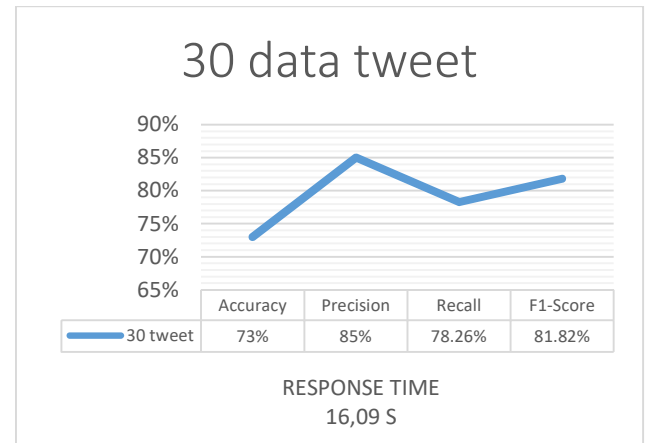 30 data tweet
90%
85%
80%
75%
70%
65%
Accuracy Precision Recall F1-Score
30 tweet 73% 85% 78.26% 81.82%
RESPONSE TIME
16,09 S